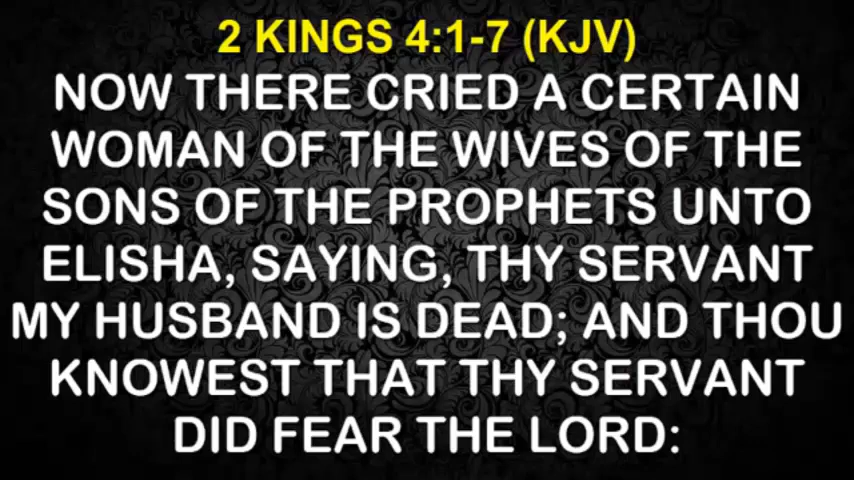 2 KINGS 4:1-7 (KJV)
NOW THERE CRIED A CERTAIN
WOMAN OF THE WIVES OF THE
SONS OF THE PROPHETS UNTO
ELISHA, SAYING, THY SERVANT
MY HUSBAND IS DEAD; AND THOU
KNOWEST THAT THY SERVANT
DID FEAR THE LORD: